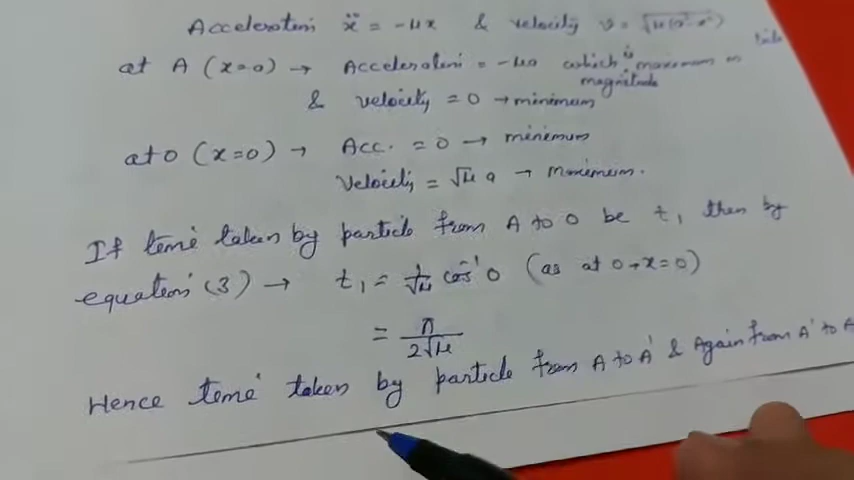 Acceleration ẍ = -μx & velocity v = √μ(a²-x²)
at A (x=0) → Acceleration = -μa which is maximum in
magnitude
& velocity = 0 → minimum
at O (x=0) → Acc. = 0 → minimum
Velocity = √μ a → Maximum.
If time taken by particle from A to O be t₁ then by
equation (3) → t₁ = 1/√μ cos⁻¹ 0 (as at O → x=0)
= π/2√μ
Hence time taken by particle from A to A' & Again from A' to A